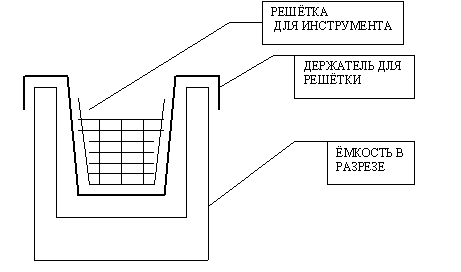 РЕШЁТКА
ДЛЯ ИНСТРУМЕНТА
ДЕРЖАТЕЛЬ ДЛЯ
РЕШЁТКИ
ЁМКОСТЬ В
РАЗРЕЗЕ